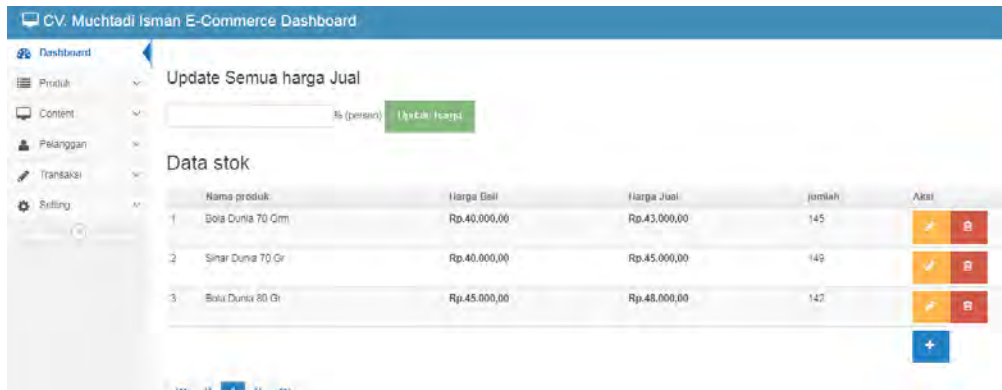 CV. Muchtadi Isman E-Commerce Dashboard
Dashboard
Produk
Content
Pelanggan
Transaksi
Setting
Update Semua harga Jual
% (persen) Update harga
Data stok
Nama produk Harga Beli Harga Jual jumlah Aksi
1 Bola Dunia 70 Grm Rp.40.000,00 Rp.43.000,00 145
2 Sinar Dunia 70 Gr Rp.40.000,00 Rp.45.000,00 149
3 Bola Dunia 80 Gr Rp.45.000,00 Rp.48.000,00 142